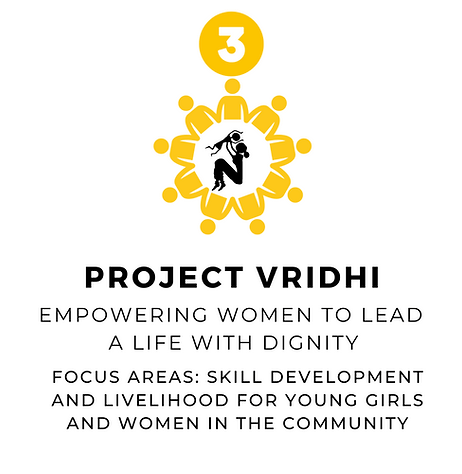 3
PROJECT VRIDHI
EMPOWERING WOMEN TO LEAD
A LIFE WITH DIGNITY
FOCUS AREAS: SKILL DEVELOPMENT
AND LIVELIHOOD FOR YOUNG GIRLS
AND WOMEN IN THE COMMUNITY